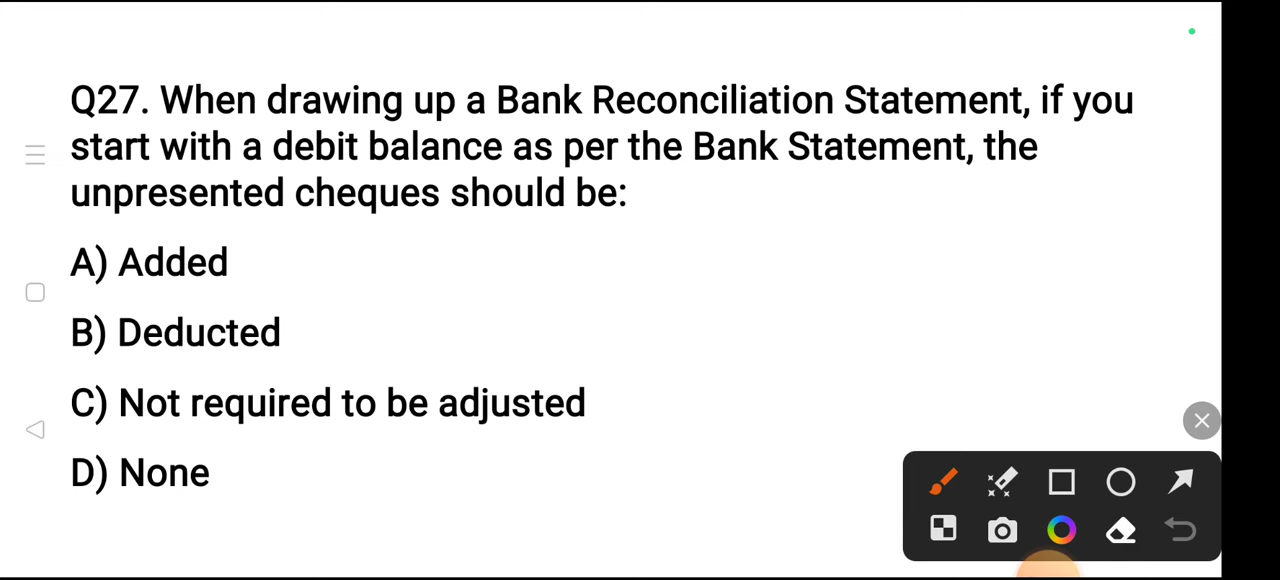 Q27. When drawing up a Bank Reconciliation Statement, if you
start with a debit balance as per the Bank Statement, the
unpresented cheques should be:
A) Added
B) Deducted
C) Not required to be adjusted
D) None